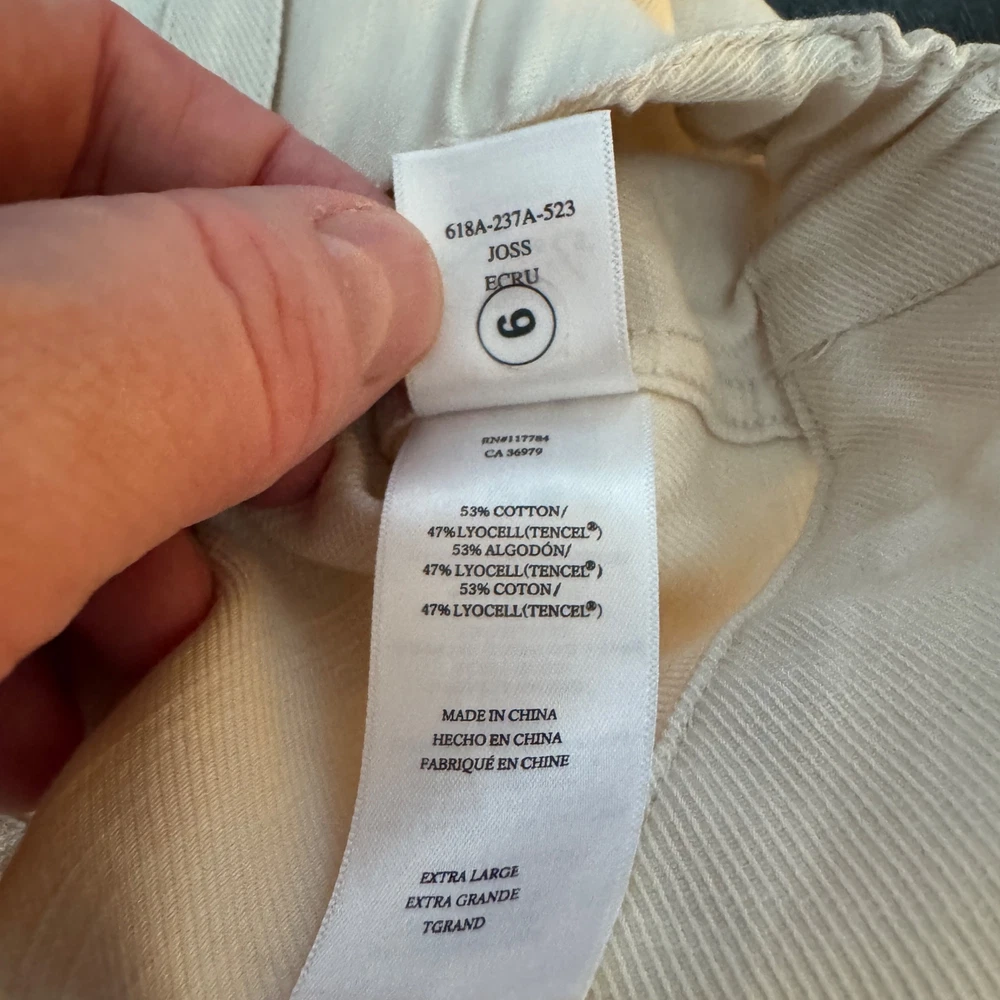 618A-237A-523
JOSS
ECRU
9
RN#117784
CA 36979
53% COTTON/
47% LYOCELL(TENCEL®)
53% ALGODÓN/
47% LYOCELL(TENCEL®)
53% COTON/
47% LYOCELL(TENCEL®)
MADE IN CHINA
HECHO EN CHINA
FABRIQUÉ EN CHINE
EXTRA LARGE
EXTRA GRANDE
TGRAND